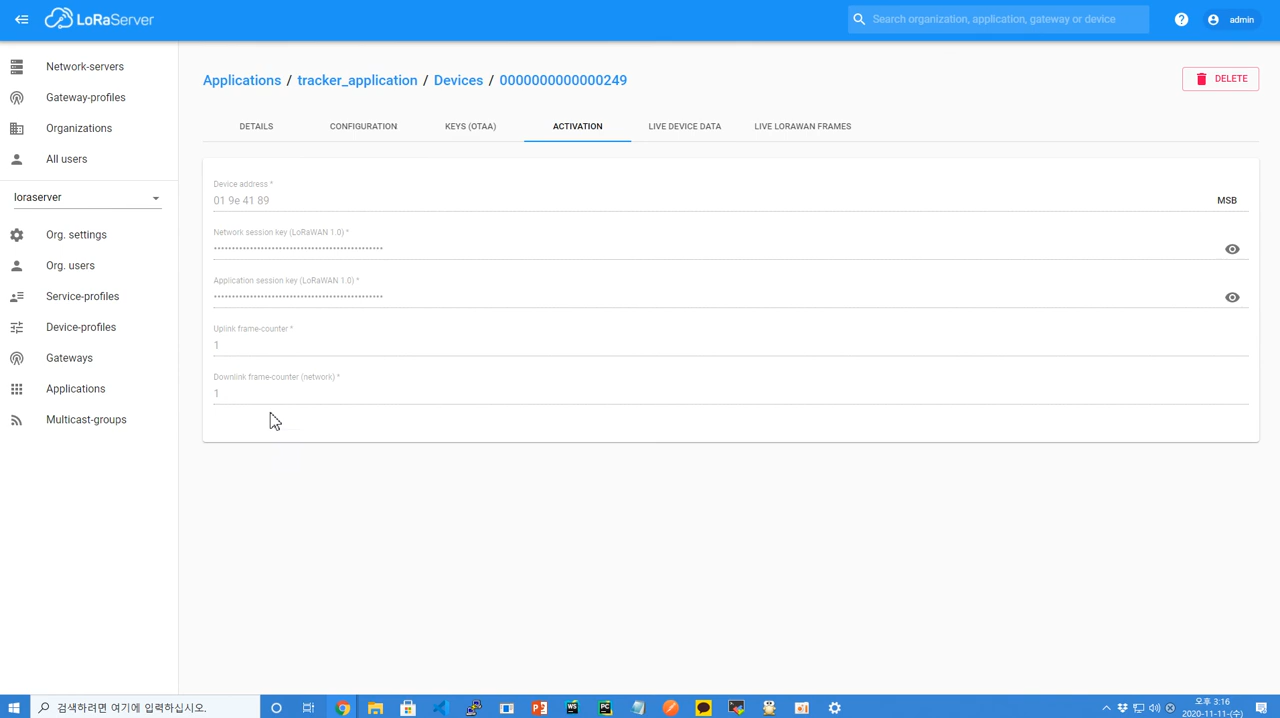 LoRaServer
Search organization, application, gateway or device
admin
Network-servers
Gateway-profiles
Organizations
All users
loraserver
Org. settings
Org. users
Service-profiles
Device-profiles
Gateways
Applications
Multicast-groups
Applications / tracker_application / Devices / 0000000000000249
DELETE
DETAILS CONFIGURATION KEYS (OTAA) ACTIVATION LIVE DEVICE DATA LIVE LORAWAN FRAMES
Device address *
01 9e 41 89
MSB
Network session key (LoRaWAN 1.0) *
Application session key (LoRaWAN 1.0) *
Uplink frame-counter *
1
Downlink frame-counter (network) *
1
검색하려면 여기에 입력하십시오.
오후 3:16
2020-11-11-(수)